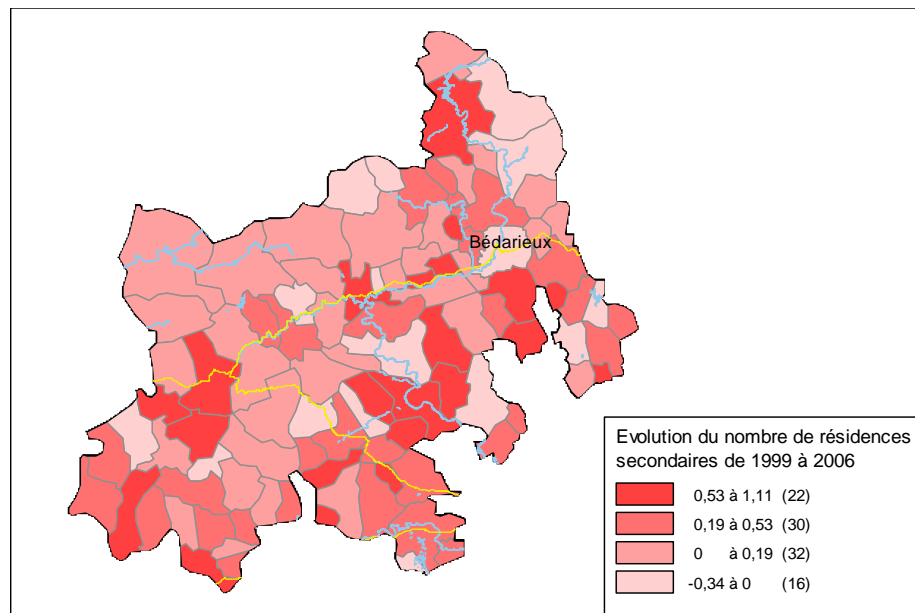 Bédarieux
Evolution du nombre de résidences
secondaires de 1999 à 2006
0,53 à 1,11 (22)
0,19 à 0,53 (30)
0 à 0,19 (32)
-0,34 à 0 (16)